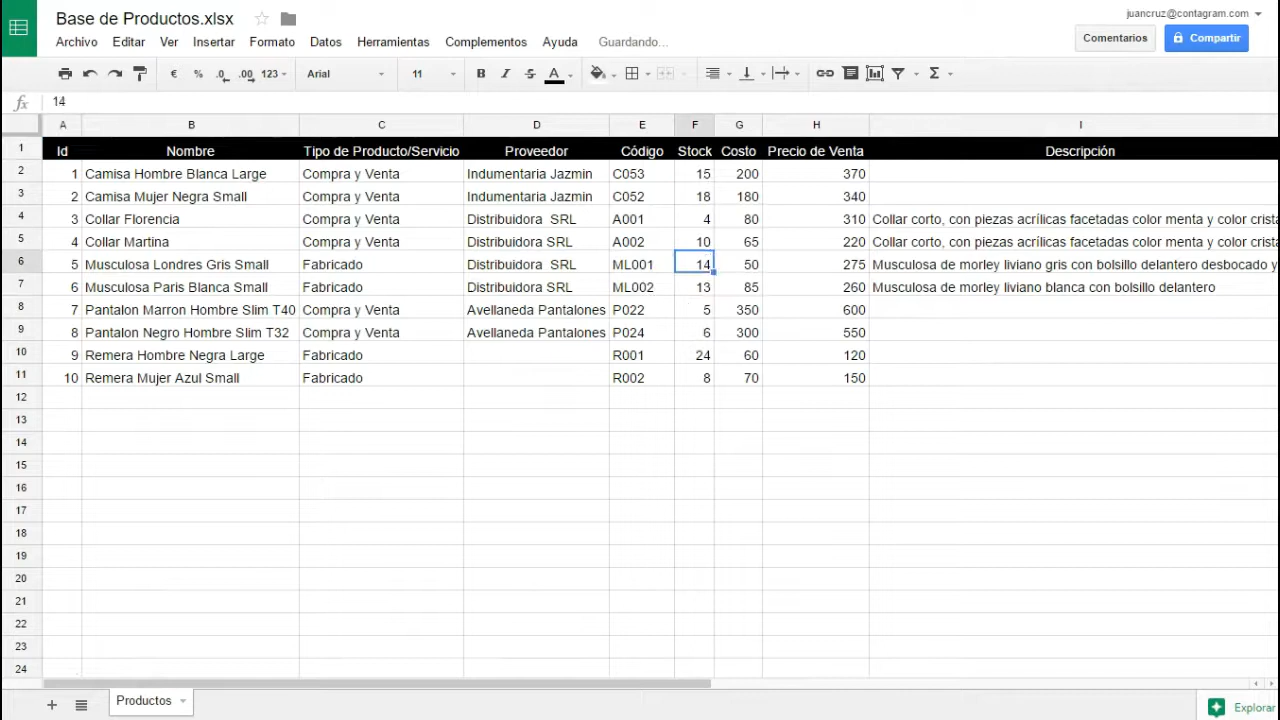 Base de Productos.xlsx
juancruz@contagram.com
Archivo Editar Ver Insertar Formato Datos Herramientas Complementos Ayuda Guardando...
Comentarios Compartir
€ % .0 .00 123 Arial 11 B I S A Σ
fx 14
A B C D E F G H I
1 Id Nombre Tipo de Producto/Servicio Proveedor Código Stock Costo Precio de Venta Descripción
2 1 Camisa Hombre Blanca Large Compra y Venta Indumentaria Jazmin C053 15 200 370
3 2 Camisa Mujer Negra Small Compra y Venta Indumentaria Jazmin C052 18 180 340
4 3 Collar Florencia Compra y Venta Distribuidora SRL A001 4 80 310 Collar corto, con piezas acrílicas facetadas color menta y color crist
5 4 Collar Martina Compra y Venta Distribuidora SRL A002 10 65 220 Collar corto, con piezas acrílicas facetadas color menta y color crist
6 5 Musculosa Londres Gris Small Fabricado Distribuidora SRL ML001 14 50 275 Musculosa de morley liviano gris con bolsillo delantero desbocado y
7 6 Musculosa Paris Blanca Small Fabricado Distribuidora SRL ML002 13 85 260 Musculosa de morley liviano blanca con bolsillo delantero
8 7 Pantalon Marron Hombre Slim T40 Compra y Venta Avellaneda Pantalones P022 5 350 600
9 8 Pantalon Negro Hombre Slim T32 Compra y Venta Avellaneda Pantalones P024 6 300 550
10 9 Remera Hombre Negra Large Fabricado R001 24 60 120
11 10 Remera Mujer Azul Small Fabricado R002 8 70 150
12
13
14
15
16
17
18
19
20
21
22
23
24
+ Productos Explorar